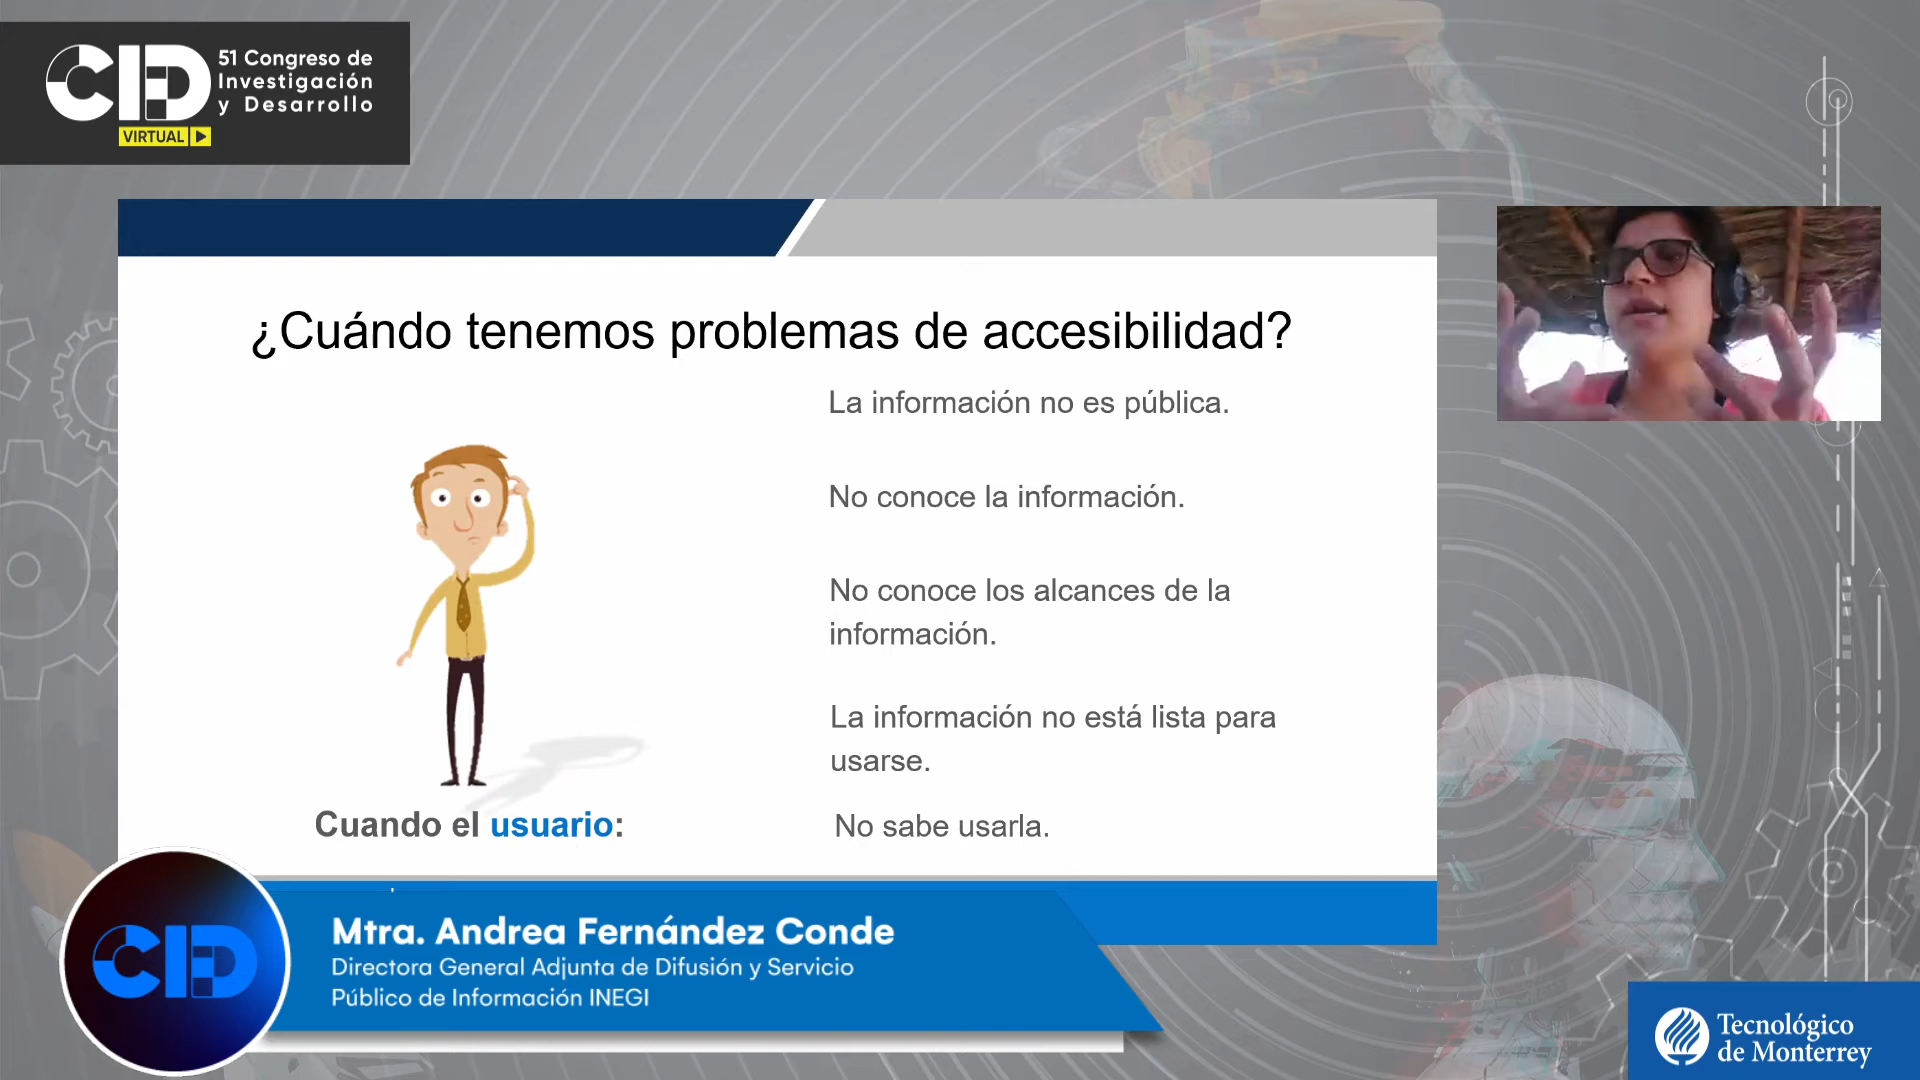 CID
51 Congreso de
Investigación
y Desarrollo
VIRTUAL
¿Cuándo tenemos problemas de accesibilidad?
La información no es pública.
No conoce la información.
No conoce los alcances de la
información.
La información no está lista para
usarse.
Cuando el usuario:
No sabe usarla.
CID
Mtra. Andrea Fernández Conde
Directora General Adjunta de Difusión y Servicio
Público de Información INEGI
Tecnológico
de Monterrey